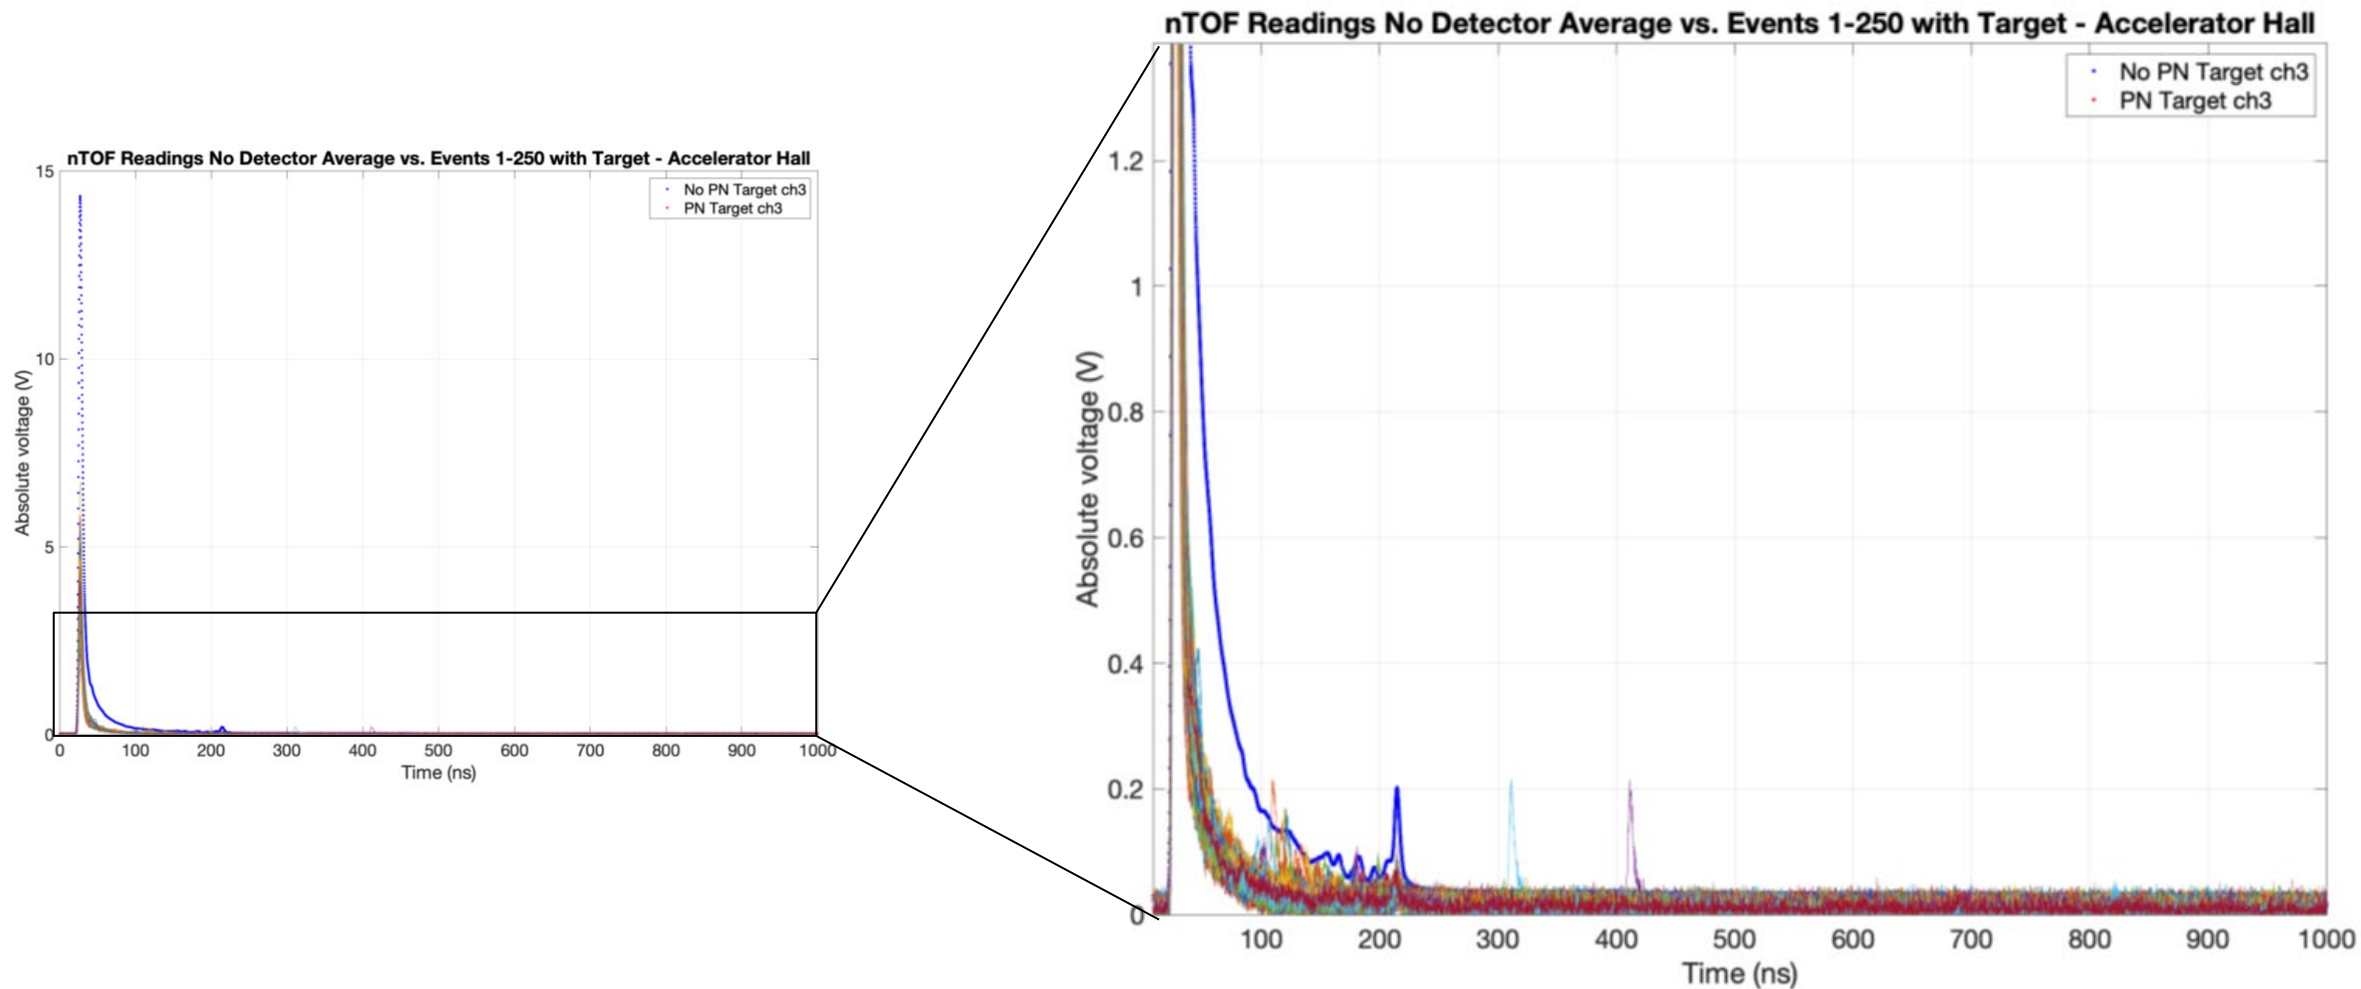 nTOF Readings No Detector Average vs. Events 1-250 with Target - Accelerator Hall
No PN Target ch3
PN Target ch3
15
10
5
0
Absolute voltage (V)
0 100 200 300 400 500 600 700 800 900 1000
Time (ns)
nTOF Readings No Detector Average vs. Events 1-250 with Target - Accelerator Hall
No PN Target ch3
PN Target ch3
1.2
1
0.8
0.6
0.4
0.2
0
Absolute voltage (V)
100 200 300 400 500 600 700 800 900 1000
Time (ns)